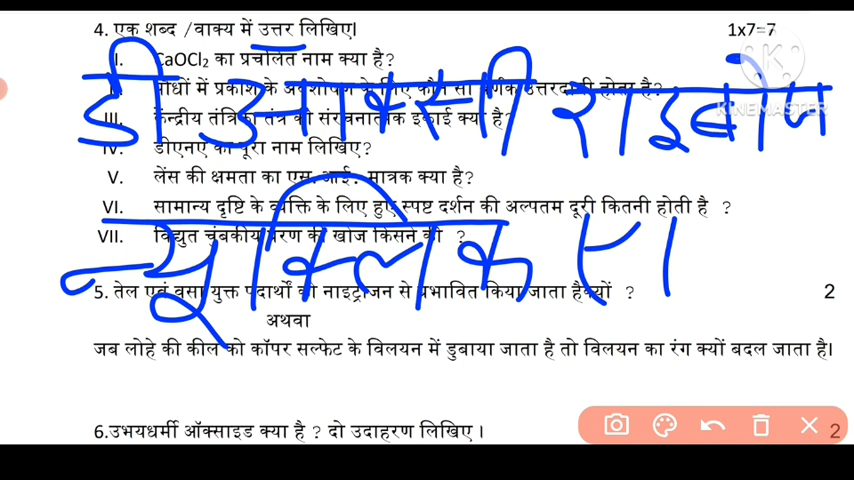 4. एक शब्द /वाक्य में उत्तर लिखिए। 1x7=7
I. CaOCl₂ का प्रचलित नाम क्या है?
II. पौधों में प्रकाश के अवशोषण के लिए कौन सा वर्णक उत्तरदायी होता है?
डी आक्सी राइबोज
KINEMASTER
III. केंद्रीय तंत्रिका तंत्र की संरचनात्मक इकाई क्या है?
IV. डीएनए का पूरा नाम लिखिए?
V. लेंस की क्षमता का एस. आई. मात्रक क्या है?
VI. सामान्य दृष्टि के व्यक्ति के लिए हुए स्पष्ट दर्शन की अल्पतम दूरी कितनी होती है ?
VII. विद्युत चुंबकीय प्रेरण की खोज किसने की ?
न्यूक्लिक
5. तेल एवं वसा युक्त पदार्थों को नाइट्रोजन से प्रभावित किया जाता हैक्यों ? 2
अथवा
जब लोहे की कील को कॉपर सल्फेट के विलयन में डुबाया जाता है तो विलयन का रंग क्यों बदल जाता है।
6.उभयधर्मी ऑक्साइड क्या है ? दो उदाहरण लिखिए । 2